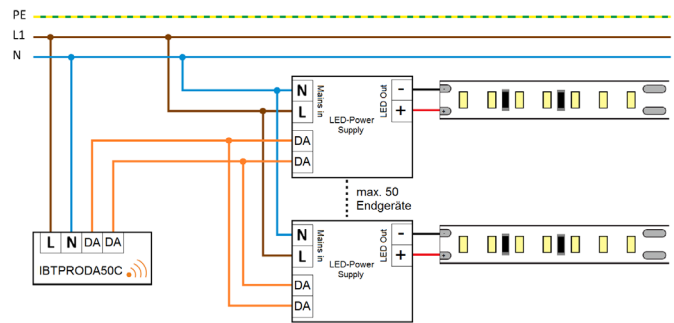 PE
L1
N
N
L
DA
DA
Mains in
LED-Power
Supply
LED Out
-
+
-
+
max. 50
Endgeräte
N
L
DA
DA
Mains in
LED-Power
Supply
LED Out
-
+
-
+
L N DA DA
IBTPRODA50C